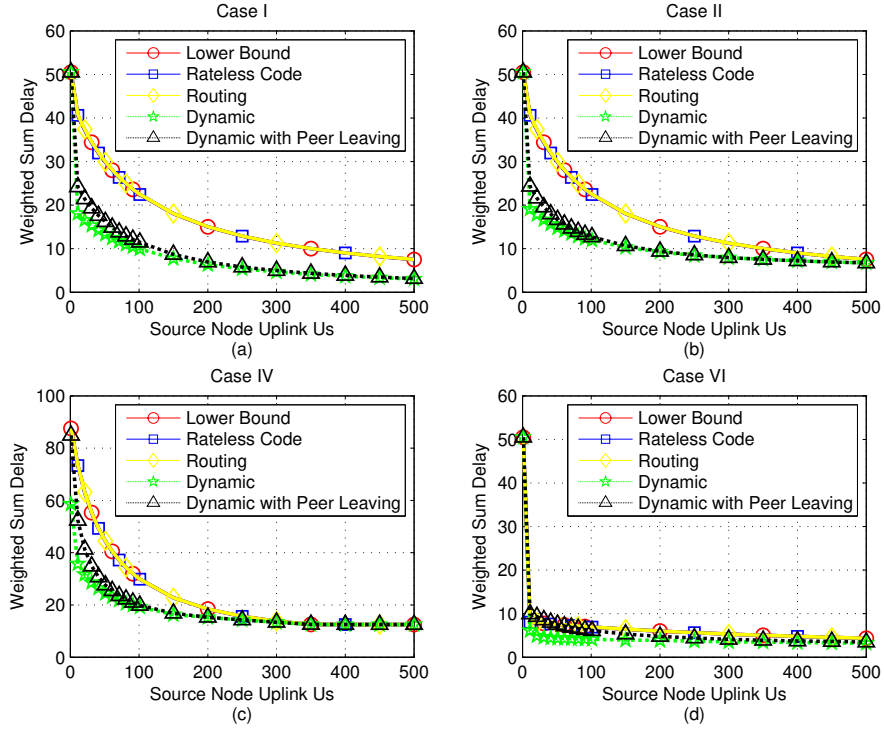 Case I
60
50
40
30
20
10
0
Weighted Sum Delay
Lower Bound
Rateless Code
Routing
Dynamic
Dynamic with Peer Leaving
0 100 200 300 400 500
Source Node Uplink Us
(a)
Case II
60
50
40
30
20
10
0
Weighted Sum Delay
Lower Bound
Rateless Code
Routing
Dynamic
Dynamic with Peer Leaving
0 100 200 300 400 500
Source Node Uplink Us
(b)
Case IV
100
80
60
40
20
0
Weighted Sum Delay
Lower Bound
Rateless Code
Routing
Dynamic
Dynamic with Peer Leaving
0 100 200 300 400 500
Source Node Uplink Us
(c)
Case VI
60
50
40
30
20
10
0
Weighted Sum Delay
Lower Bound
Rateless Code
Routing
Dynamic
Dynamic with Peer Leaving
0 100 200 300 400 500
Source Node Uplink Us
(d)